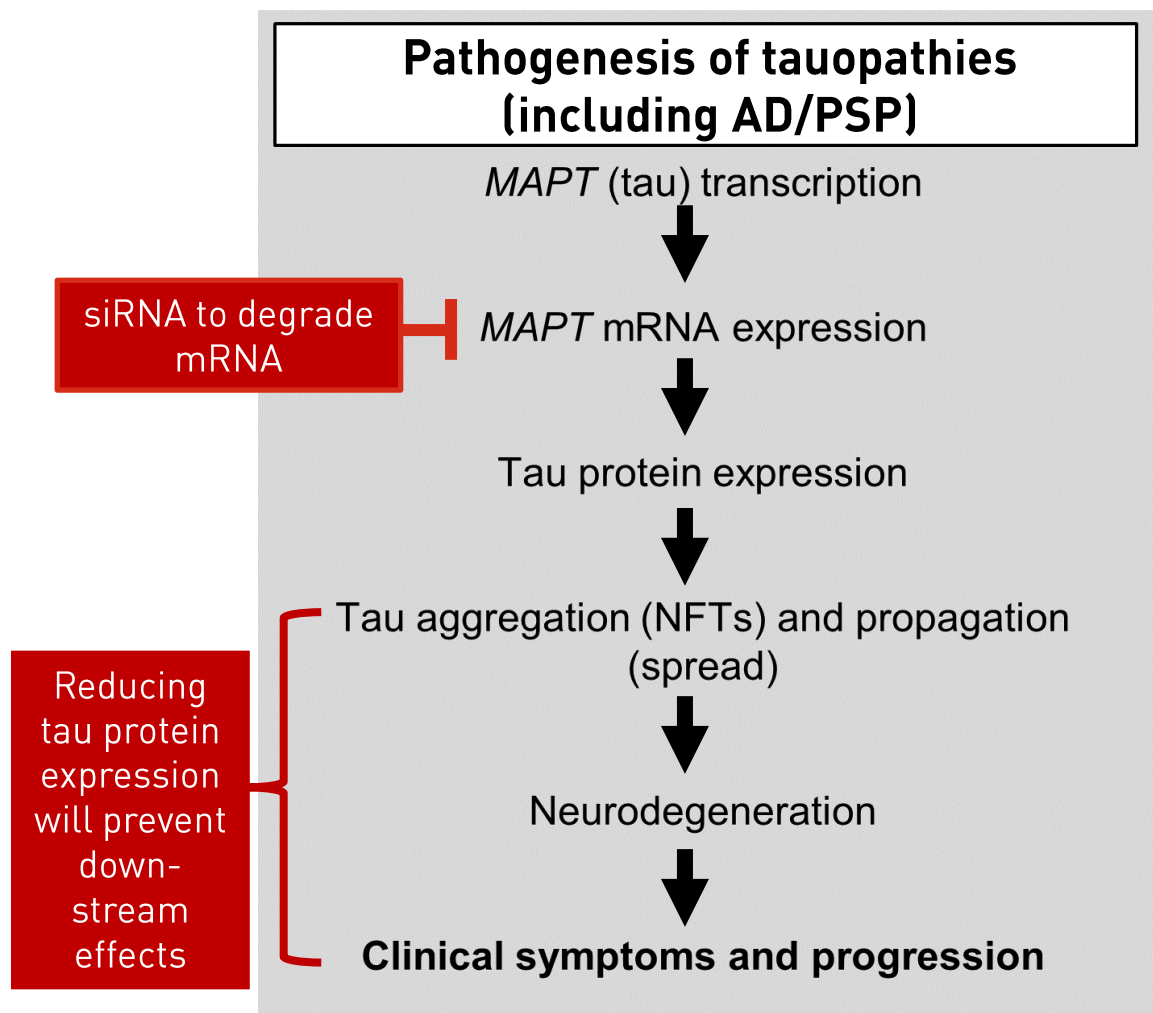 Pathogenesis of tauopathies
(including AD/PSP)
MAPT (tau) transcription
siRNA to degrade
mRNA
MAPT mRNA expression
Tau protein expression
Tau aggregation (NFTs) and propagation
(spread)
Reducing
tau protein
expression
will prevent
down-
stream
effects
Neurodegeneration
Clinical symptoms and progression